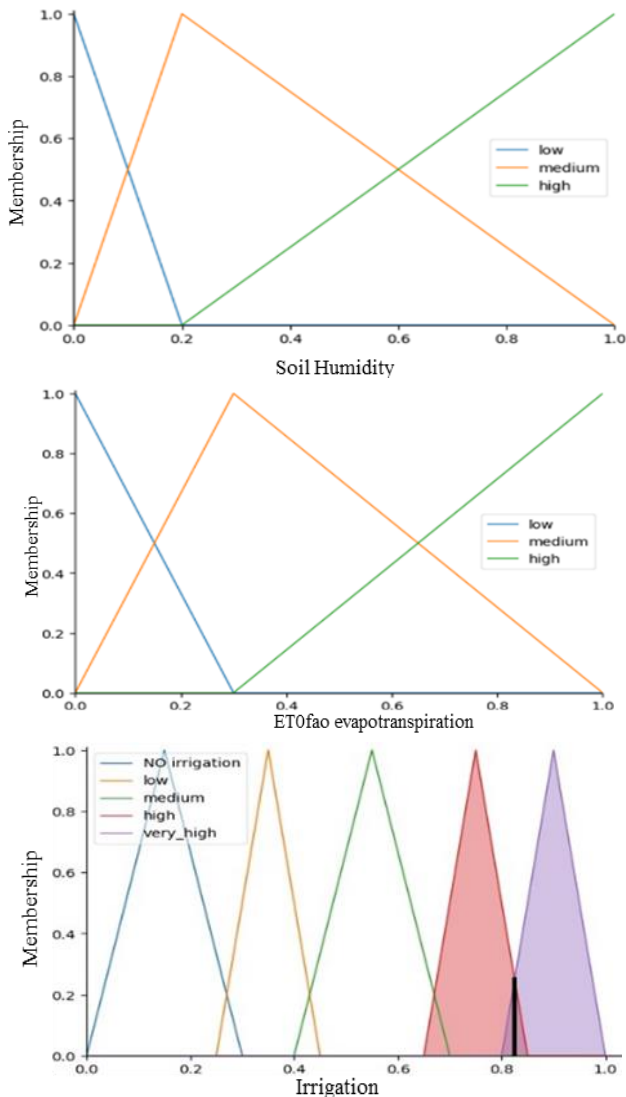 1.0
0.8
0.6
0.4
0.2
0.0
Membership
low
medium
high
0.0 0.2 0.4 0.6 0.8 1.0
Soil Humidity
1.0
0.8
0.6
0.4
0.2
0.0
Membership
low
medium
high
0.0 0.2 0.4 0.6 0.8 1.0
ET0fao evapotranspiration
1.0
0.8
0.6
0.4
0.2
0.0
Membership
NO irrigation
low
medium
high
very_high
0.0 0.2 0.4 0.6 0.8 1.0
Irrigation